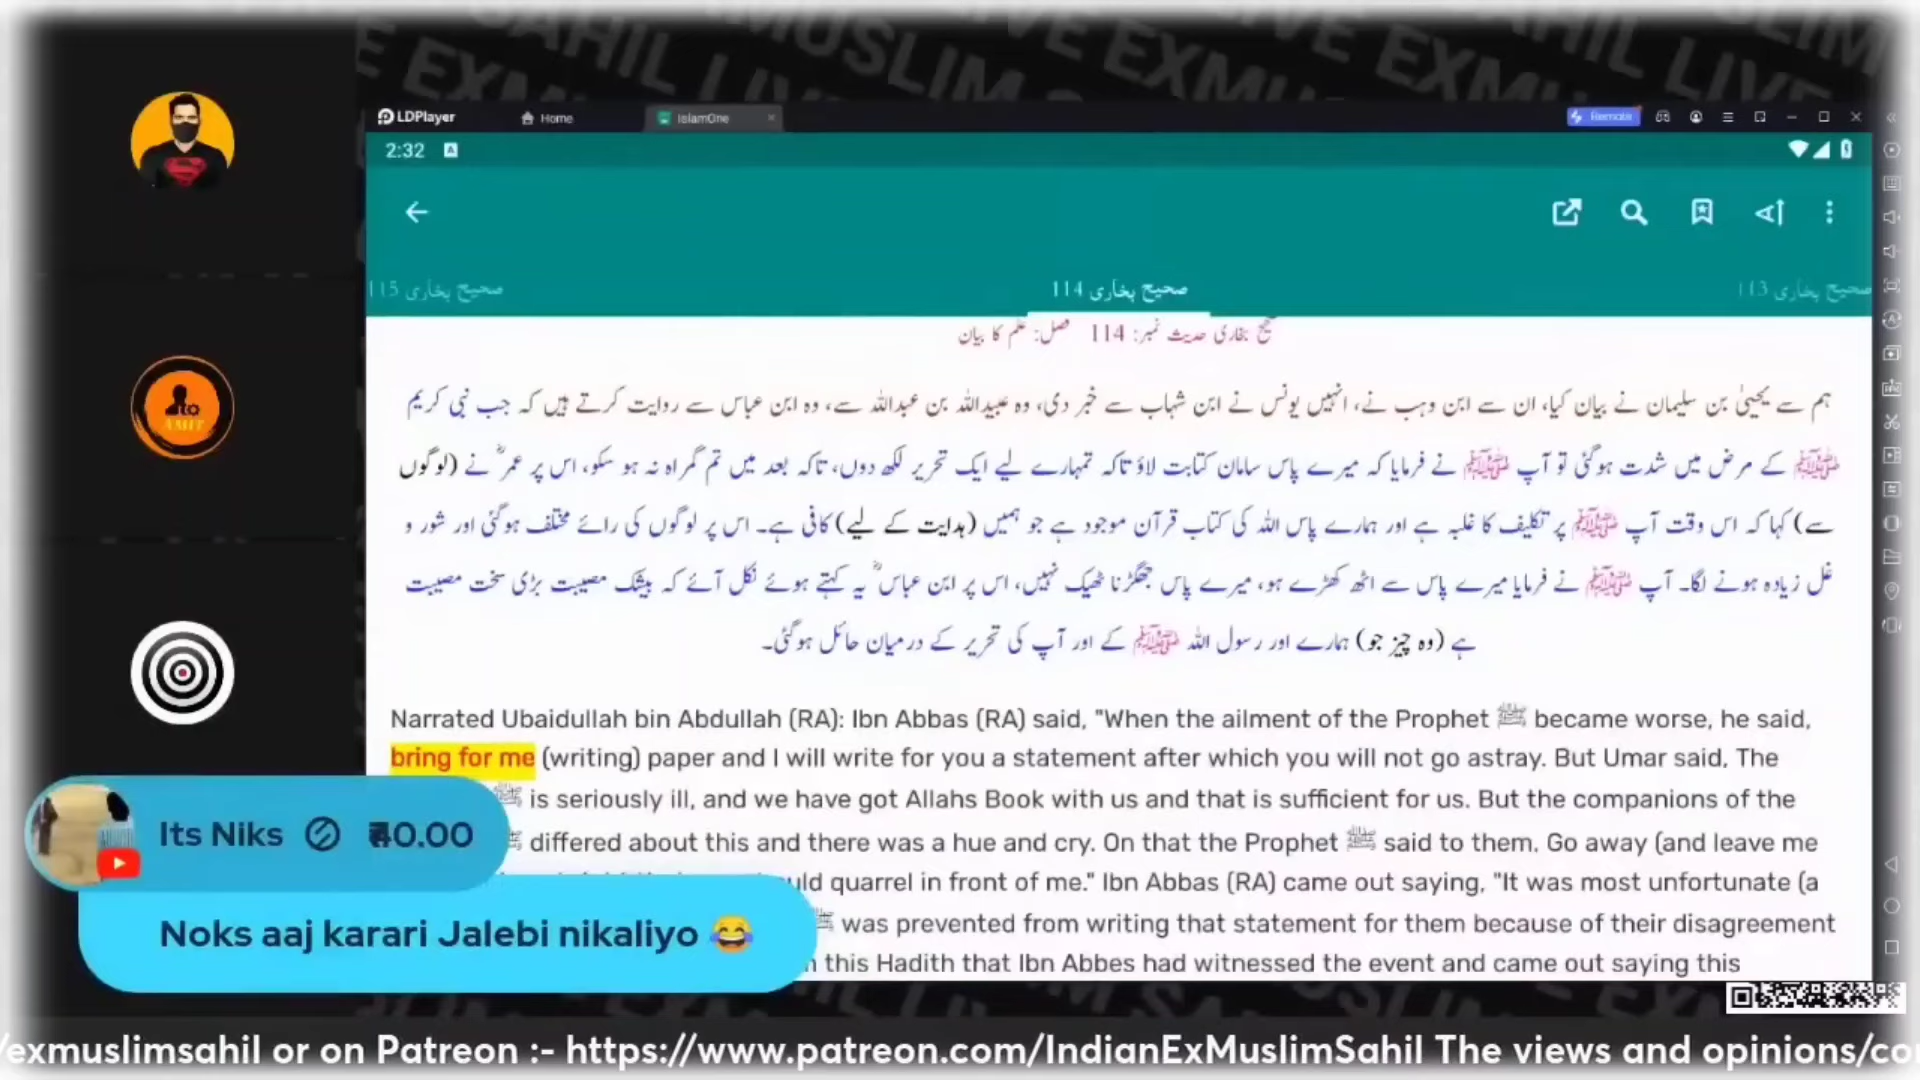 LDPlayer
Home
IslamOne
Remote
2:32
صحیح بخاری 115
صحیح بخاری 114
صحیح بخاری 113
صحیح بخاری حدیث نمبر: 114 فصل: علم کا بیان
ہم سے یحییٰ بن سلیمان نے بیان کیا، ان سے ابن وہب نے، انہیں یونس نے ابن شہاب سے خبر دی، وہ عبیداللہ بن عبداللہ سے، وہ ابن عباس سے روایت کرتے ہیں کہ جب نبی کریم
ﷺ کے مرض میں شدت ہوگئی تو آپ ﷺ نے فرمایا کہ میرے پاس سامان کتابت لاؤ تاکہ تمہارے لیے ایک تحریر لکھ دوں، تاکہ بعد میں تم گمراہ نہ ہو سکو، اس پر عمر ؓ نے (لوگوں
سے) کہا کہ اس وقت آپ ﷺ پر تکلیف کا غلبہ ہے اور ہمارے پاس اللہ کی کتاب قرآن موجود ہے جو ہمیں (ہدایت کے لیے) کافی ہے۔ اس پر لوگوں کی رائے مختلف ہوگئی اور شور و
غل زیادہ ہونے لگا۔ آپ ﷺ نے فرمایا میرے پاس سے اٹھ کھڑے ہو، میرے پاس جھگڑنا ٹھیک نہیں، اس پر ابن عباس ؓ یہ کہتے ہوئے نکل آئے کہ بیشک مصیبت بڑی سخت مصیبت
ہے (وہ چیز جو) ہمارے اور رسول اللہ ﷺ کے اور آپ کی تحریر کے درمیان حائل ہوگئی۔
Narrated Ubaidullah bin Abdullah (RA): Ibn Abbas (RA) said, "When the ailment of the Prophet ﷺ became worse, he said,
bring for me (writing) paper and I will write for you a statement after which you will not go astray. But Umar said, The
ﷺ is seriously ill, and we have got Allahs Book with us and that is sufficient for us. But the companions of the
differed about this and there was a hue and cry. On that the Prophet ﷺ said to them, Go away (and leave me
quarrel in front of me." Ibn Abbas (RA) came out saying, "It was most unfortunate (a
was prevented from writing that statement for them because of their disagreement
this Hadith that Ibn Abbes had witnessed the event and came out saying this
Its Niks 40.00
Noks aaj karari Jalebi nikaliyo 😂
/exmuslimsahil or on Patreon :- https://www.patreon.com/IndianExMuslimSahil The views and opinions/co